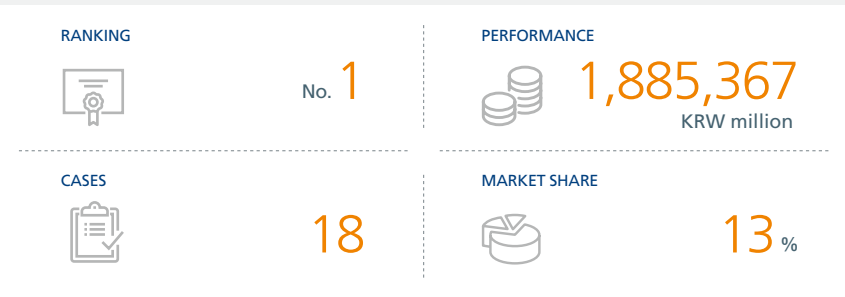 RANKING
No. 1
PERFORMANCE
1,885,367
KRW million
CASES
18
MARKET SHARE
13 %